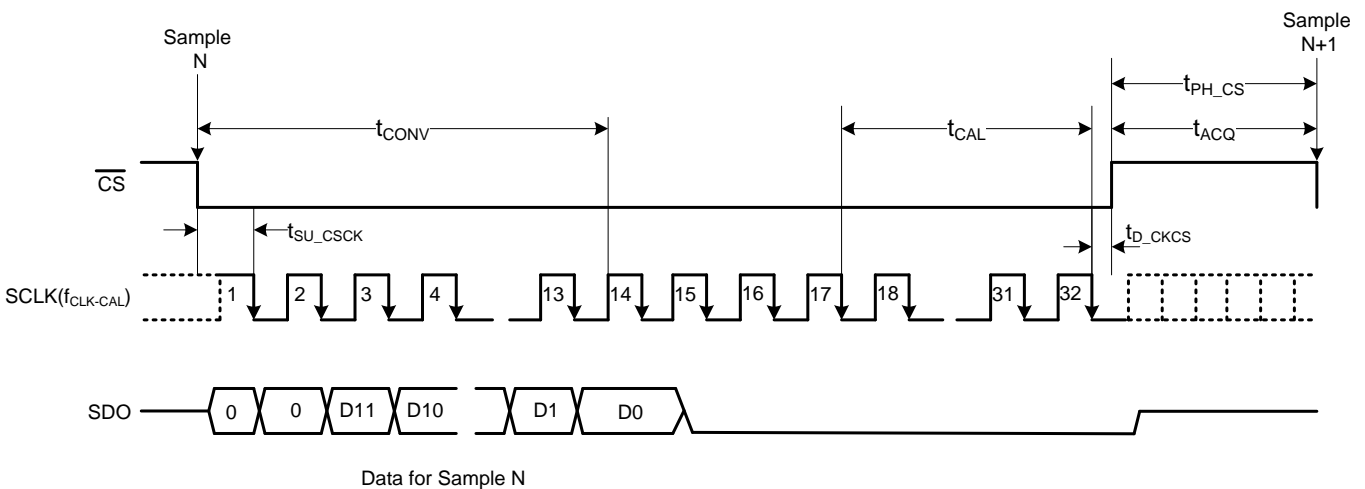 Sample
N
Sample
N+1
tPH_CS
tCONV
tCAL
tACQ
CS
tSU_CSCK
tD_CKCS
SCLK(fCLK-CAL)
1 2 3 4 13 14 15 16 17 18 31 32
SDO
0 0 D11 D10 D1 D0
Data for Sample N